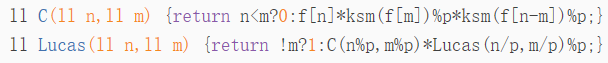 ll C(ll n,ll m) {return n<m?0:f[n]*ksm(f[m])%p*ksm(f[n-m])%p;}
ll Lucas(ll n,ll m) {return !m?1:C(n%p,m%p)*Lucas(n/p,m/p)%p;}